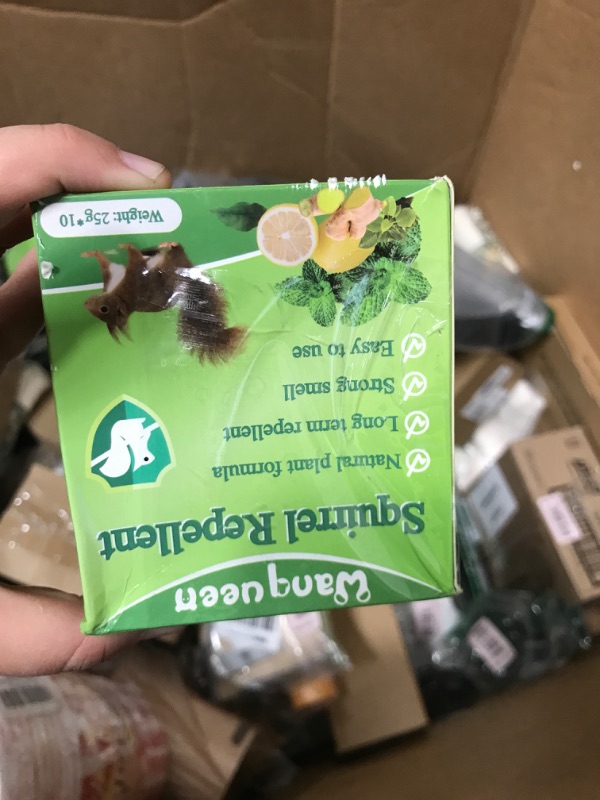 Wanqueen
Squirrel Repellent
Natural plant formula
Long term repellent
Strong smell
Easy to use
Weight: 25g*10